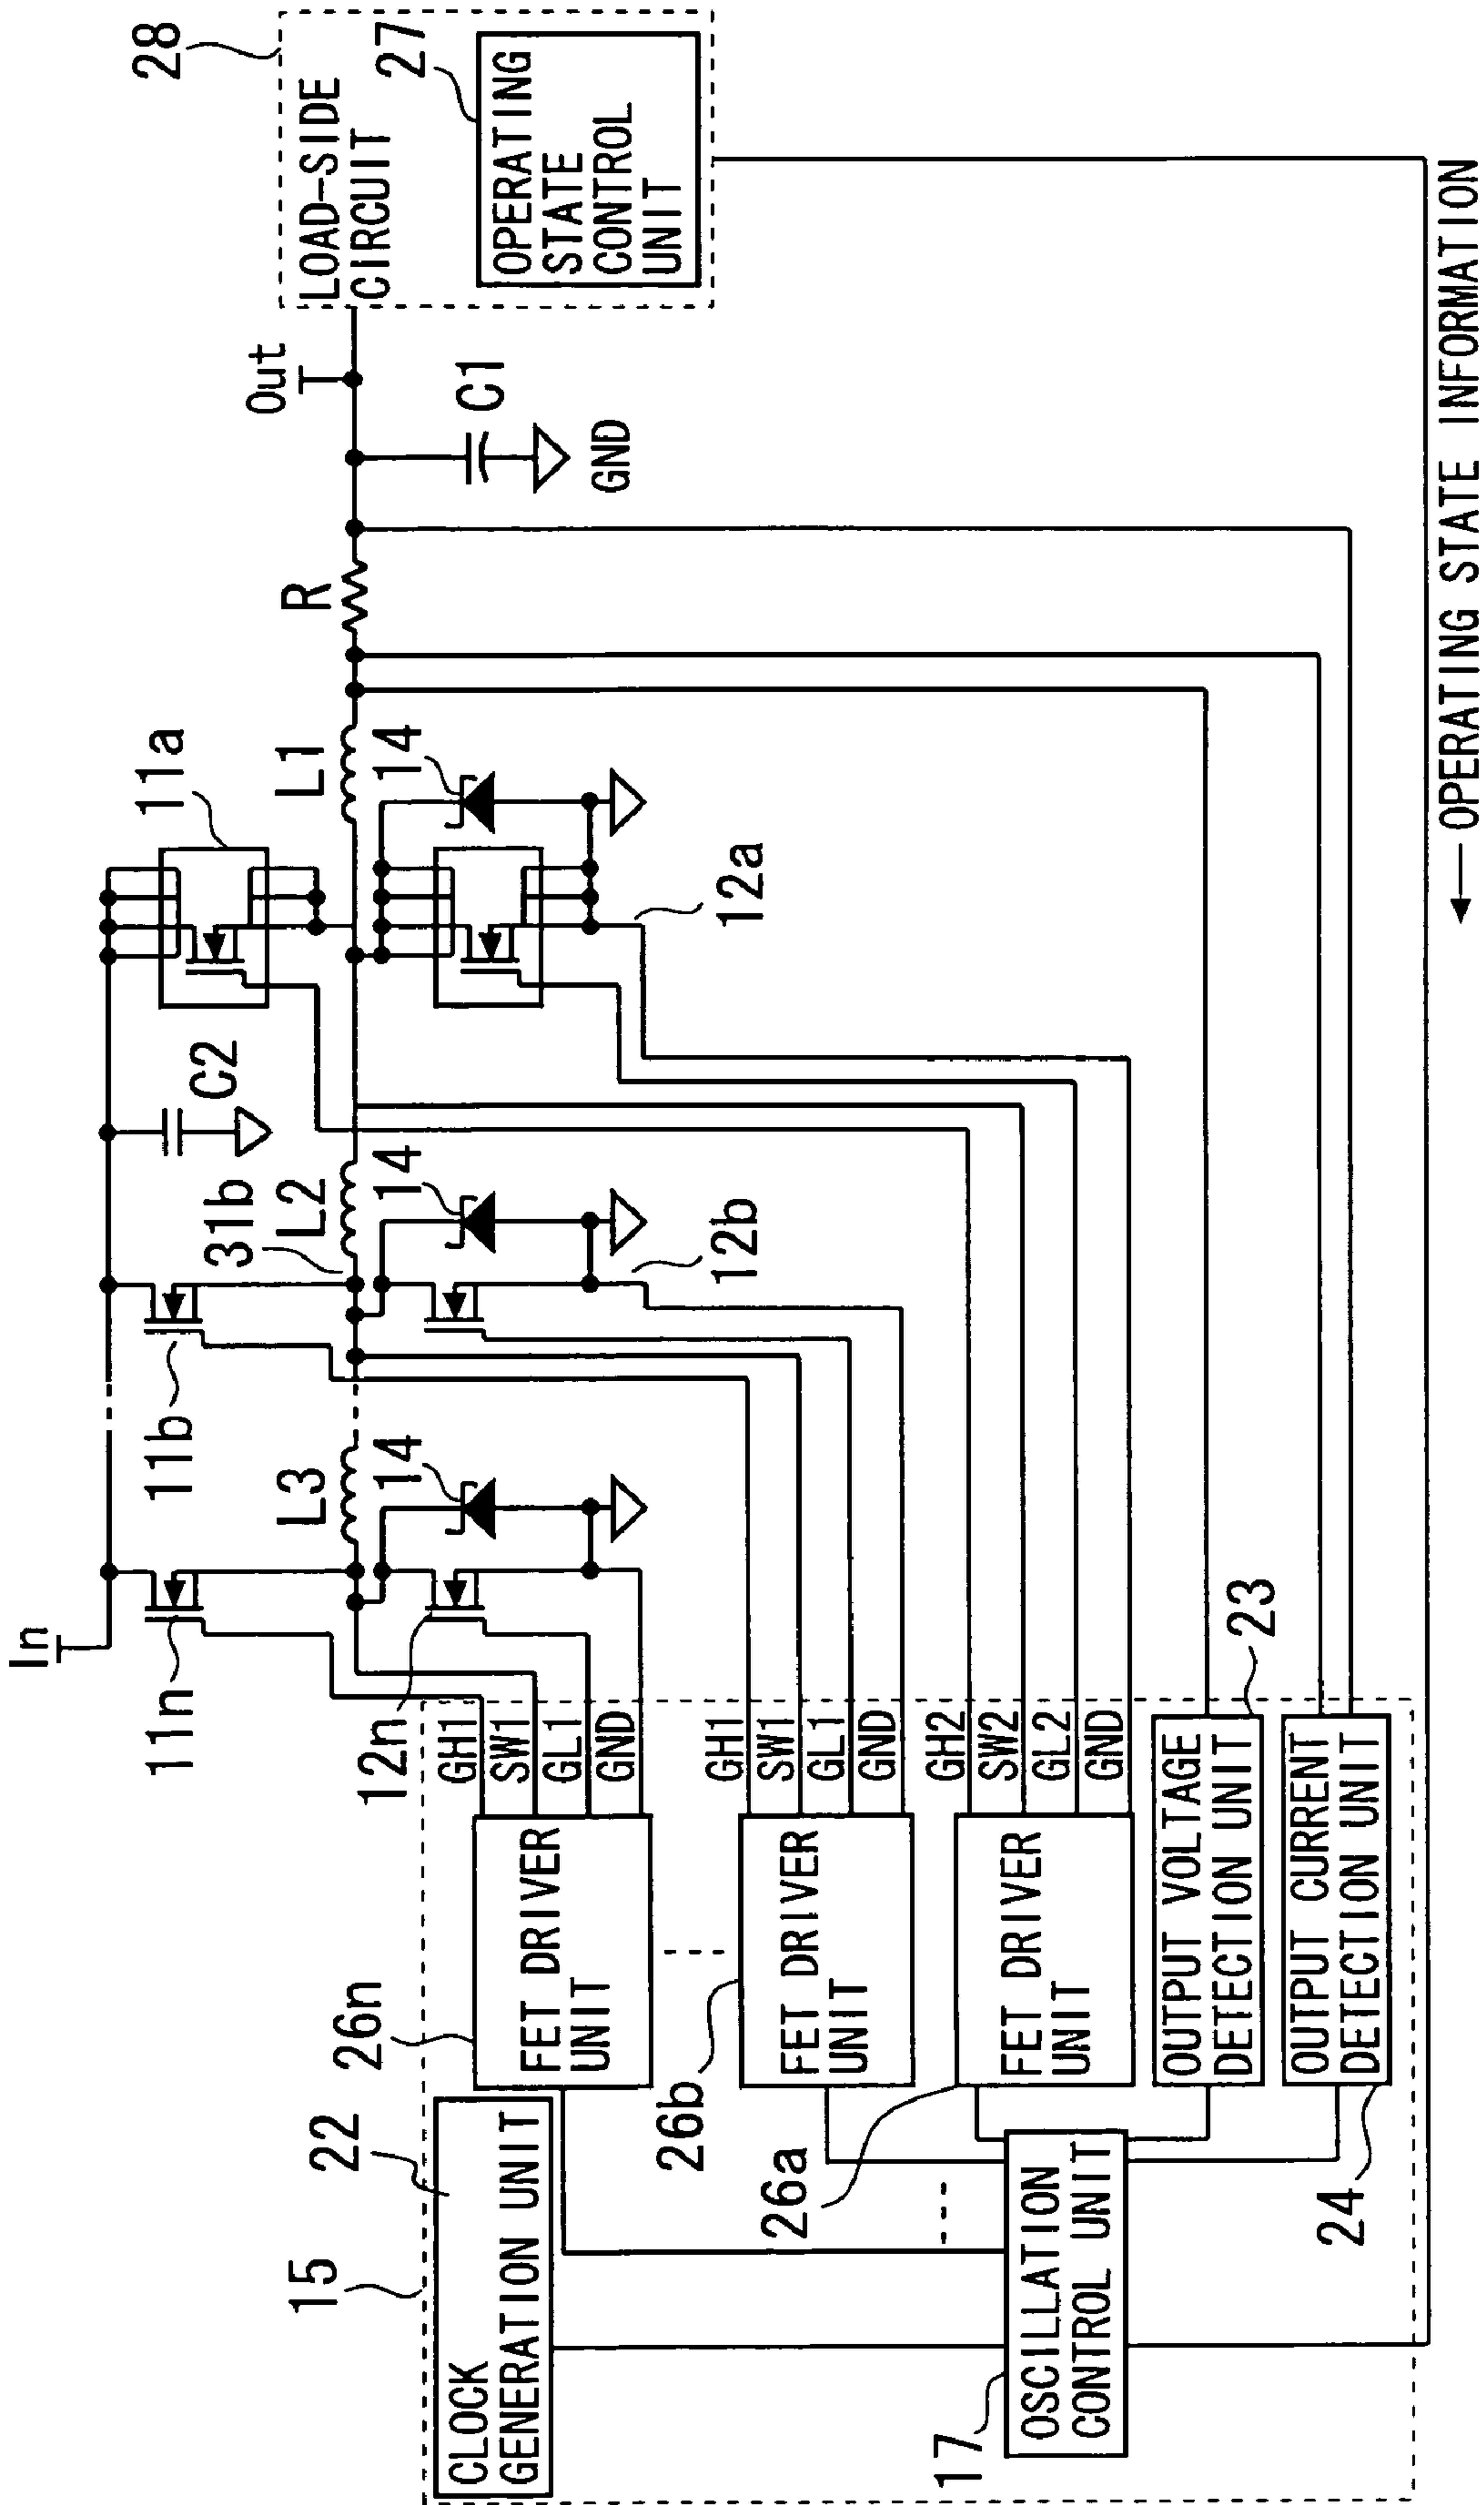 In
11n
11b
31b
C2
11a
28
L3
L2
L1
R
Out
LOAD-SIDE
CIRCUIT
27
OPERATING
STATE
CONTROL
UNIT
14
14
14
C1
GND
12n
12b
12a
15
22
CLOCK
GENERATION UNIT
26n
FET DRIVER
UNIT
GH1
SW1
GL1
GND
26b
FET DRIVER
UNIT
GH1
SW1
GL1
GND
26a
FET DRIVER
UNIT
GH2
SW2
GL2
GND
17
OSCILLATION
CONTROL UNIT
OUTPUT VOLTAGE
DETECTION UNIT
23
OUTPUT CURRENT
DETECTION UNIT
24
OPERATING STATE INFORMATION